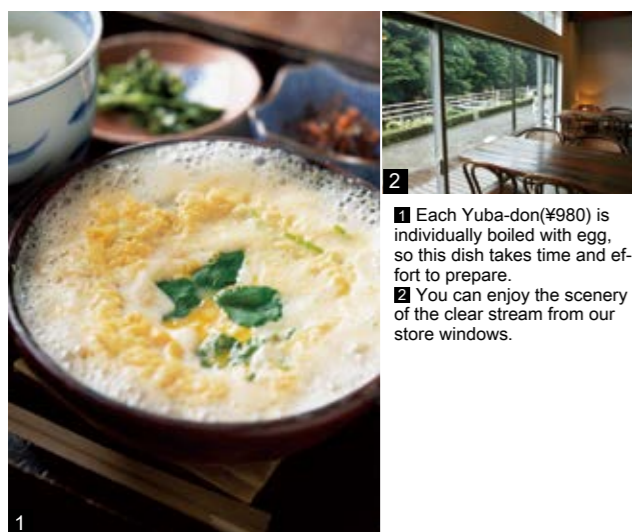 2
1 Each Yuba-don(¥980) is
individually boiled with egg,
so this dish takes time and ef-
fort to prepare.
2 You can enjoy the scenery
of the clear stream from our
store windows.
1